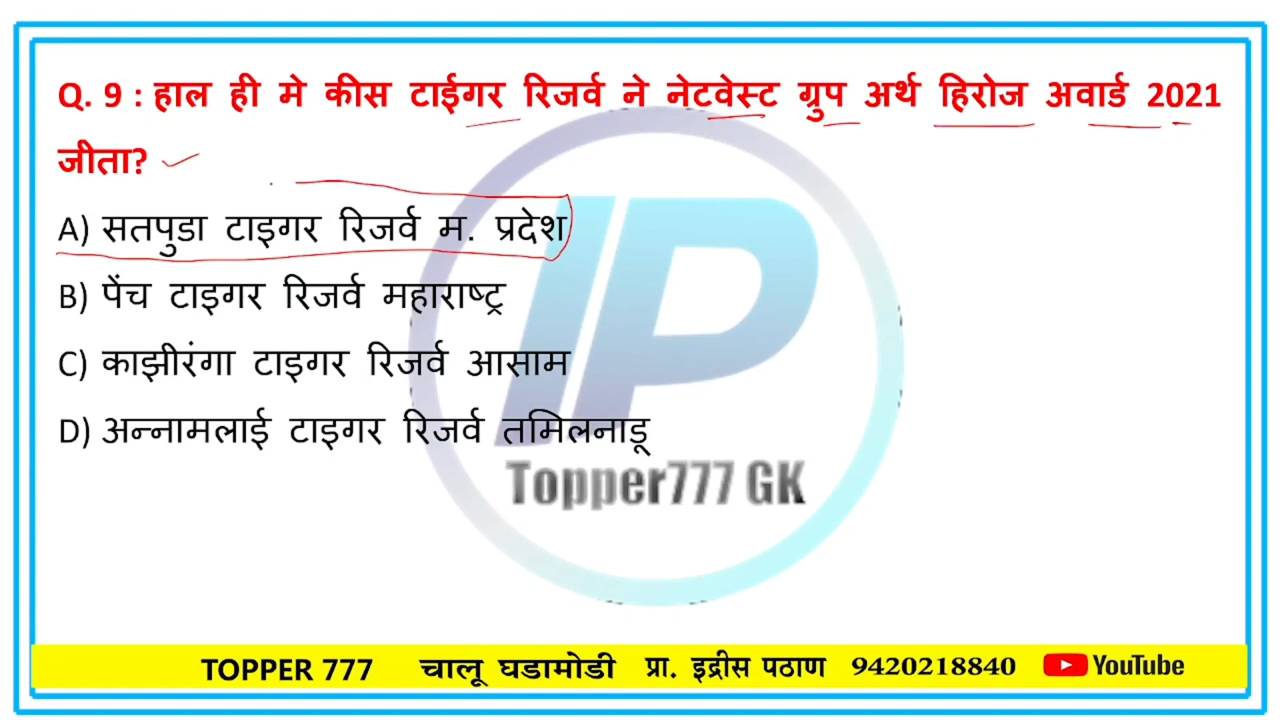 Q. 9 : हाल ही मे कीस टाईगर रिजर्व ने नेटवेस्ट ग्रुप अर्थ हिरोज अवार्ड 2021
जीता?
A) सतपुडा टाइगर रिजर्व म. प्रदेश
B) पेंच टाइगर रिजर्व महाराष्ट्र
C) काझीरंगा टाइगर रिजर्व आसाम
D) अन्नामलाई टाइगर रिजर्व तमिलनाडू
Topper777 GK
TOPPER 777 चालू घडामोडी प्रा. इद्रीस पठाण 9420218840 YouTube